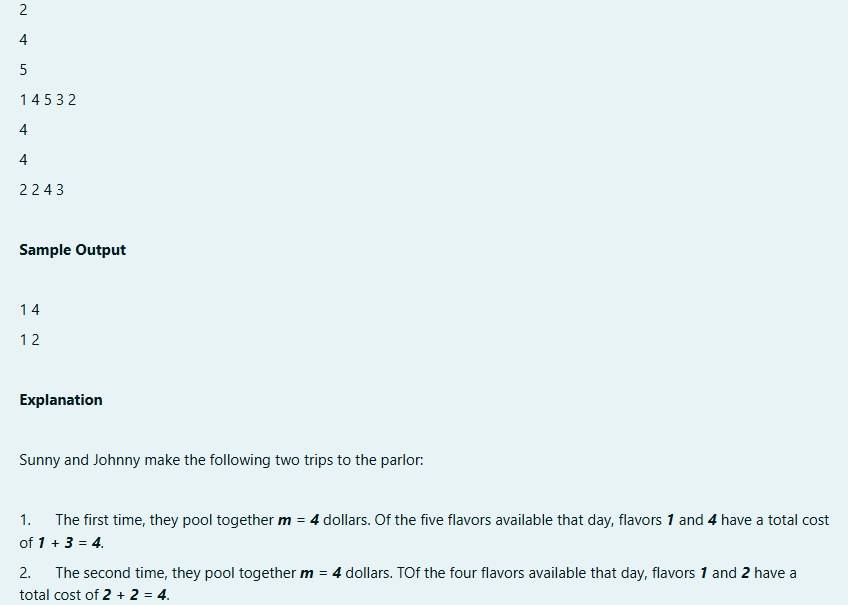 2
4
5
1 4 5 3 2
4
4
2 2 4 3
Sample Output
1 4
1 2
Explanation
Sunny and Johnny make the following two trips to the parlor:
1. The first time, they pool together m = 4 dollars. Of the five flavors available that day, flavors 1 and 4 have a total cost
of 1 + 3 = 4.
2. The second time, they pool together m = 4 dollars. TOf the four flavors available that day, flavors 1 and 2 have a
total cost of 2 + 2 = 4.